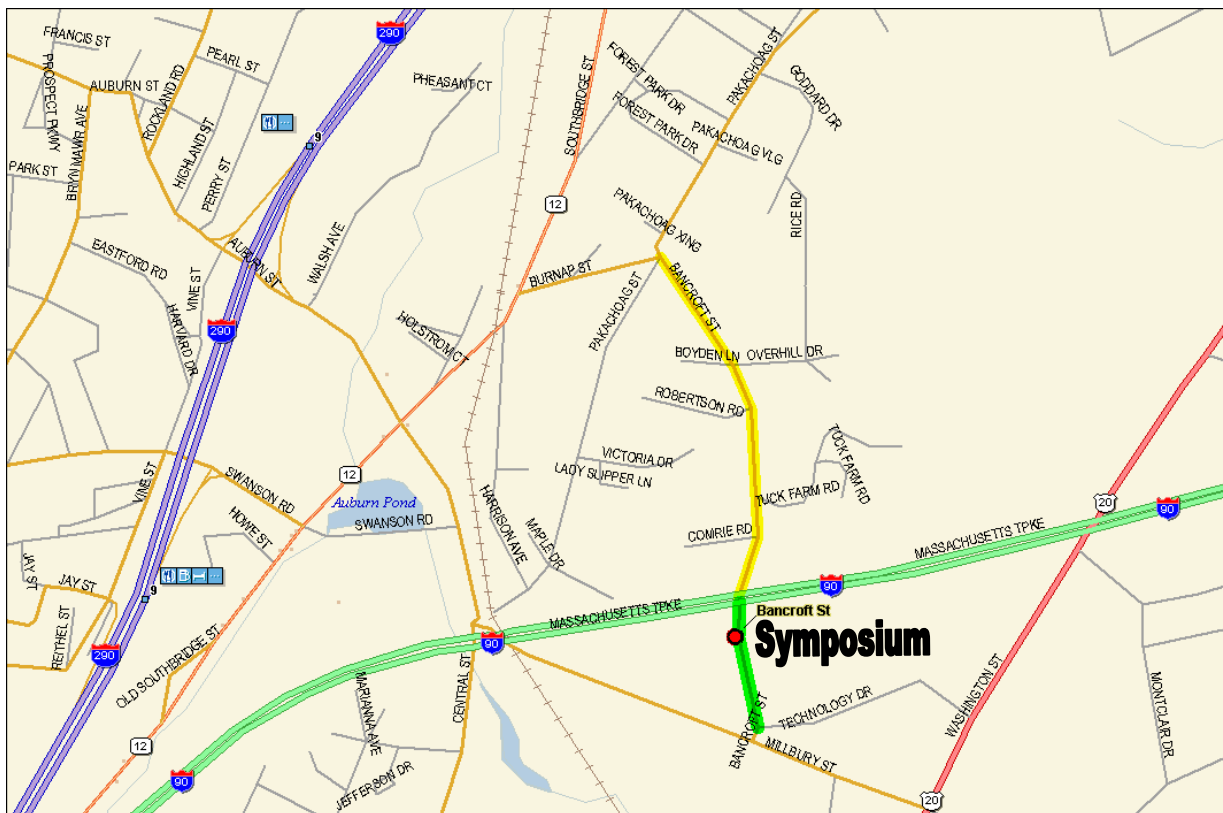 FRANCIS ST
PROSPECT PKWY
PEARL ST
AUBURN ST
ROCKLAND RD
BRYN MAWR AVE
HIGHLAND ST
PERRY ST
PARK ST
290
9
PHEASANT CT
SOUTHBRIDGE ST
FOREST PARK DR
FOREST PARK DR
PAKACHOAG ST
GODDARD DR
PAKACHOAG VLG
12
RICE RD
PAKACHOAG XING
EASTFORD RD
VINE ST
AUBURN ST
WALSH AVE
BURNAP ST
BANCROFT ST
PAKACHOAG ST
HARVARD DR
290
HOLSTROM CT
BOYDEN LN
OVERHILL DR
ROBERTSON RD
VICTORIA DR
LADY SLIPPER LN
TUCK FARM RD
TUCK FARM RD
VINE ST
SWANSON RD
12
Auburn Pond
SWANSON RD
HOWE ST
HARRISON AVE
MAPLE DR
COMRIE RD
20
90
MASSACHUSETTS TPKE
JAY ST
JAY ST
9
REITHEL ST
290
OLD SOUTHBRIDGE ST
MASSACHUSETTS TPKE
90
Bancroft St
Symposium
90
CENTRAL ST
MARIANNA AVE
JEFFERSON DR
12
90
BANCROFT ST
TECHNOLOGY DR
MILLBURY ST
WASHINGTON ST
MONTCLAIR DR
20